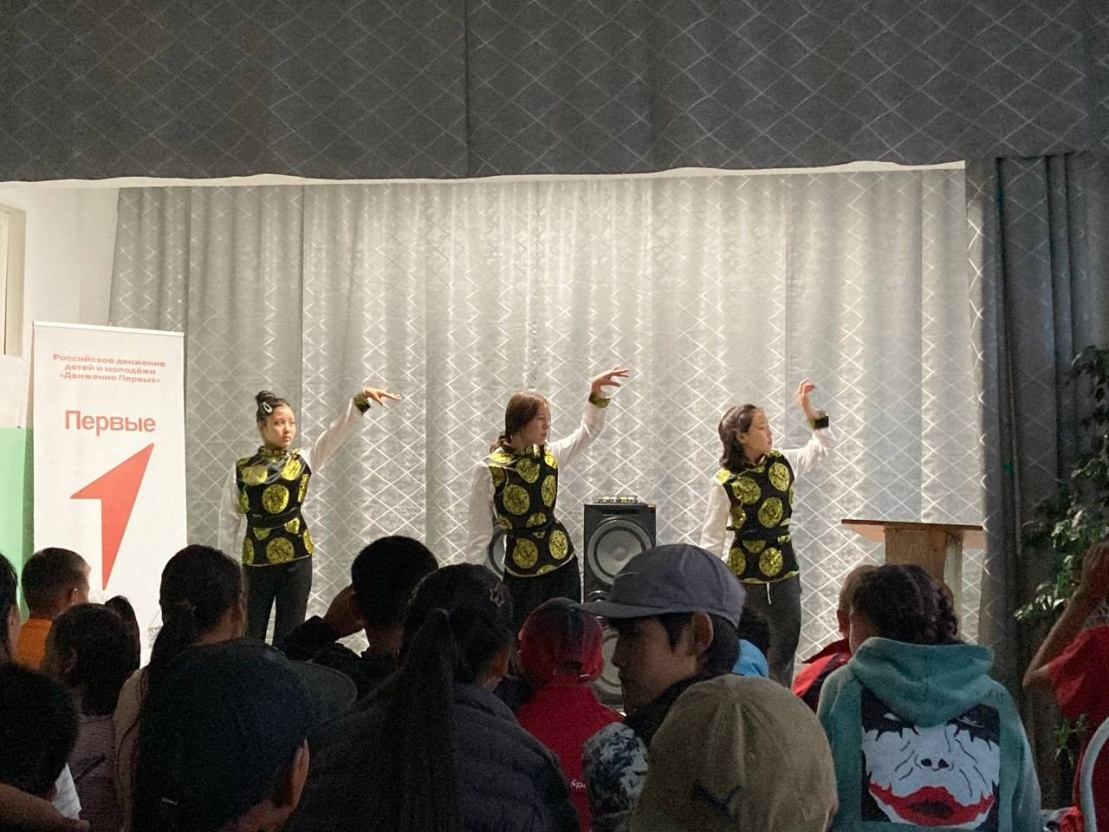 Российское движение
детей и молодёжи
«Движение Первых»
Первые